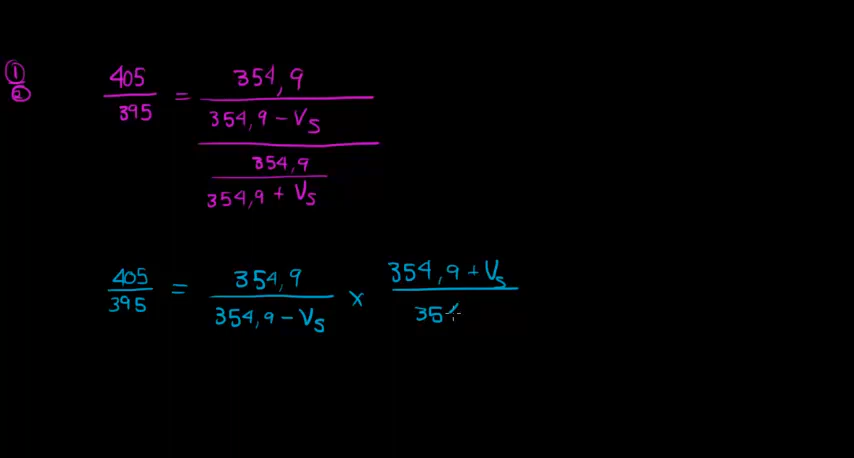 ①/② 405/395 = (354,9/(354,9 - Vs))/(354,9/(354,9 + Vs))
405/395 = 354,9/(354,9 - Vs) x (354,9 + Vs)/354